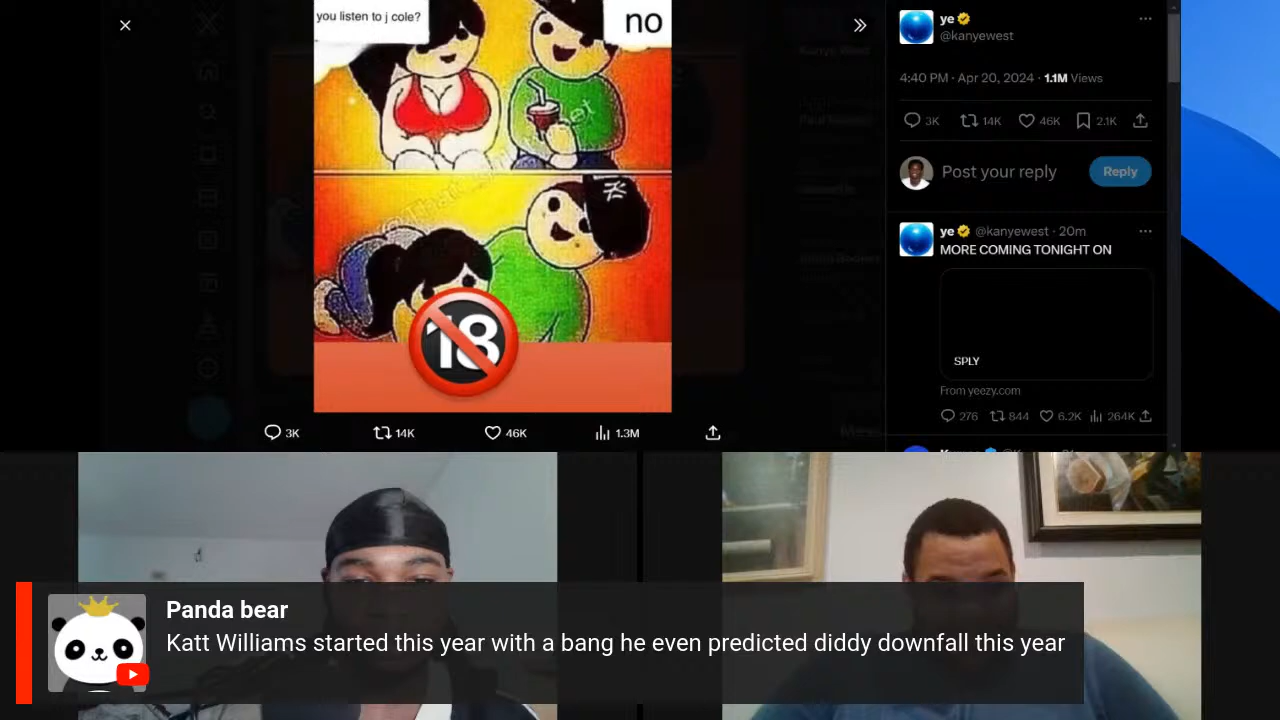 you listen to j cole?
no
18
3K
14K
46K
1.3M
ye
@kanyewest
4:40 PM · Apr 20, 2024 · 1.1M Views
3K
14K
46K
2.1K
Post your reply
Reply
ye @kanyewest · 20m
MORE COMING TONIGHT ON
SPLY
From yeezy.com
276
844
6.2K
264K
Panda bear
Katt Williams started this year with a bang he even predicted diddy downfall this year